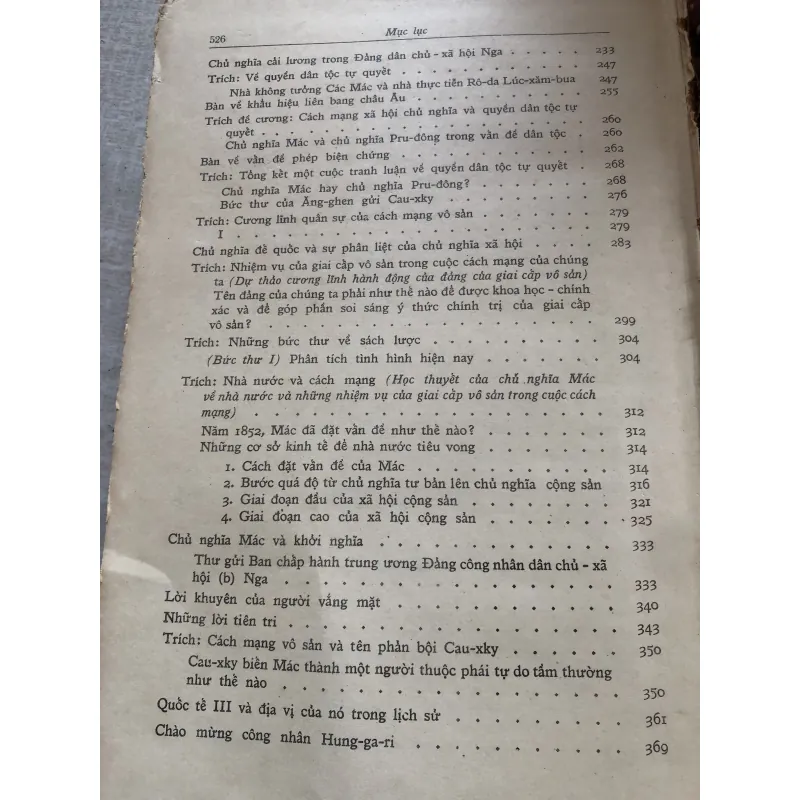 526 Mục lục
Chủ nghĩa cải lương trong Đảng dân chủ - xã hội Nga . . . . . 233
Trích: Về quyền dân tộc tự quyết . . . . . . . . . . . 247
Nhà không tưởng Các Mác và nhà thực tiễn Rô-da Lúc-xăm-bua 247
Bàn về khẩu hiệu liên bang châu Âu . . . . . . . . . . . 255
Trích đề cương: Cách mạng xã hội chủ nghĩa và quyền dân tộc tự
quyết . . . . . . . . . . . . . . . . . . . 260
Chủ nghĩa Mác và chủ nghĩa Pru-đông trong vấn đề dân tộc . 260
Bàn về vấn đề phép biện chứng . . . . . . . . . . . 262
Trích: Tổng kết một cuộc tranh luận về quyền dân tộc tự quyết . 268
Chủ nghĩa Mác hay chủ nghĩa Pru-đông? . . . . . . . 268
Bức thư của Ăng-ghen gửi Cau-xky . . . . . . . . . . 276
Trích: Cương lĩnh quân sự của cách mạng vô sản . . . . . . . 279
I . . . . . . . . . . . . . . . . . . . . . 279
Chủ nghĩa đế quốc và sự phân liệt của chủ nghĩa xã hội . . . . 283
Trích: Nhiệm vụ của giai cấp vô sản trong cuộc cách mạng của chúng
ta (Dự thảo cương lĩnh hành động của đảng của giai cấp vô sản)
Tên đảng của chúng ta phải như thế nào để được khoa học - chính
xác và để góp phần soi sáng ý thức chính trị của giai cấp
vô sản? . . . . . . . . . . . . . . . . . . 299
Trích: Những bức thư về sách lược . . . . . . . . . . . 304
(Bức thư I) Phân tích tình hình hiện nay . . . . . . . 304
Trích: Nhà nước và cách mạng (Học thuyết của chủ nghĩa Mác
về nhà nước và những nhiệm vụ của giai cấp vô sản trong cuộc cách
mạng) . . . . . . . . . . . . . . . . . . . 312
Năm 1852, Mác đã đặt vấn đề như thế nào? . . . . . . . 312
Những cơ sở kinh tế để nhà nước tiêu vong . . . . . . . 314
1. Cách đặt vấn đề của Mác . . . . . . . . . . . 314
2. Bước quá độ từ chủ nghĩa tư bản lên chủ nghĩa cộng sản 316
3. Giai đoạn đầu của xã hội cộng sản . . . . . . . . 321
4. Giai đoạn cao của xã hội cộng sản . . . . . . . . 325
Chủ nghĩa Mác và khởi nghĩa . . . . . . . . . . . . . 333
Thư gửi Ban chấp hành trung ương Đảng công nhân dân chủ - xã
hội (b) Nga . . . . . . . . . . . . . . . . . 333
Lời khuyên của người vắng mặt . . . . . . . . . . . . 340
Những lời tiên tri . . . . . . . . . . . . . . . . . 343
Trích: Cách mạng vô sản và tên phản bội Cau-xky . . . . . . 350
Cau-xky biến Mác thành một người thuộc phái tự do tầm thường
như thế nào . . . . . . . . . . . . . . . . . 350
Quốc tế III và địa vị của nó trong lịch sử . . . . . . . . . 361
Chào mừng công nhân Hung-ga-ri . . . . . . . . . . . 369